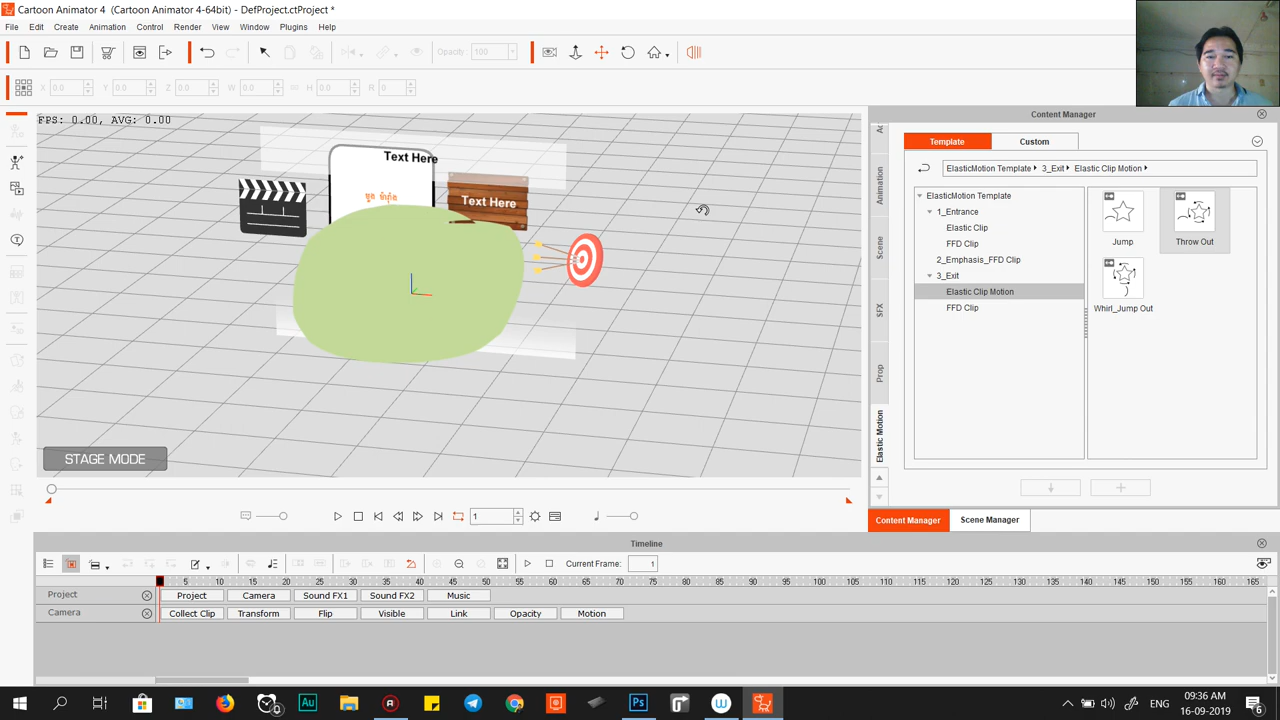 Cartoon Animator 4 (Cartoon Animator 4-64bit) - DefProject.ctProject *
File Edit Create Animation Control Render View Window Plugins Help
Opacity 100
X 0.0 Y 0.0 Z 0.0 W 0.0 H 0.0 R 0
FPS: 0.00, AVG: 0.00
Text Here
Text Here
STAGE MODE
1
Content Manager
Template Custom
ElasticMotion Template 3_Exit Elastic Clip Motion
ElasticMotion Template
1_Entrance
Elastic Clip
FFD Clip
2_Emphasis_FFD Clip
3_Exit
Elastic Clip Motion
FFD Clip
Jump Throw Out
Whirl_Jump Out
Animation
Scene
SFX
Prop
Elastic Motion
Content Manager Scene Manager
Timeline
Current Frame: 1
5 10 15 20 25 30 35 40 45 50 55 60 65 70 75 80 85 90 95 100 105 110 115 120 125 130 135 140 145 150 155 160 165
Project Project Camera Sound FX1 Sound FX2 Music
Camera Collect Clip Transform Flip Visible Link Opacity Motion
ENG 09:36 AM
16-09-2019
6